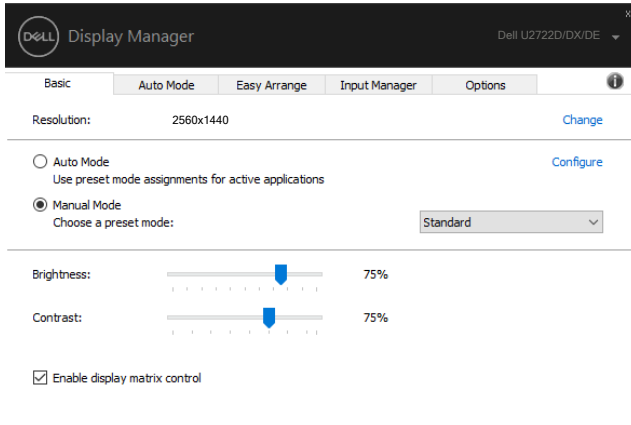 DELL Display Manager
Dell U2722D/DX/DE
x
Basic Auto Mode Easy Arrange Input Manager Options
Resolution: 2560x1440 Change
Auto Mode Configure
Use preset mode assignments for active applications
Manual Mode
Choose a preset mode: Standard
Brightness: 75%
Contrast: 75%
Enable display matrix control